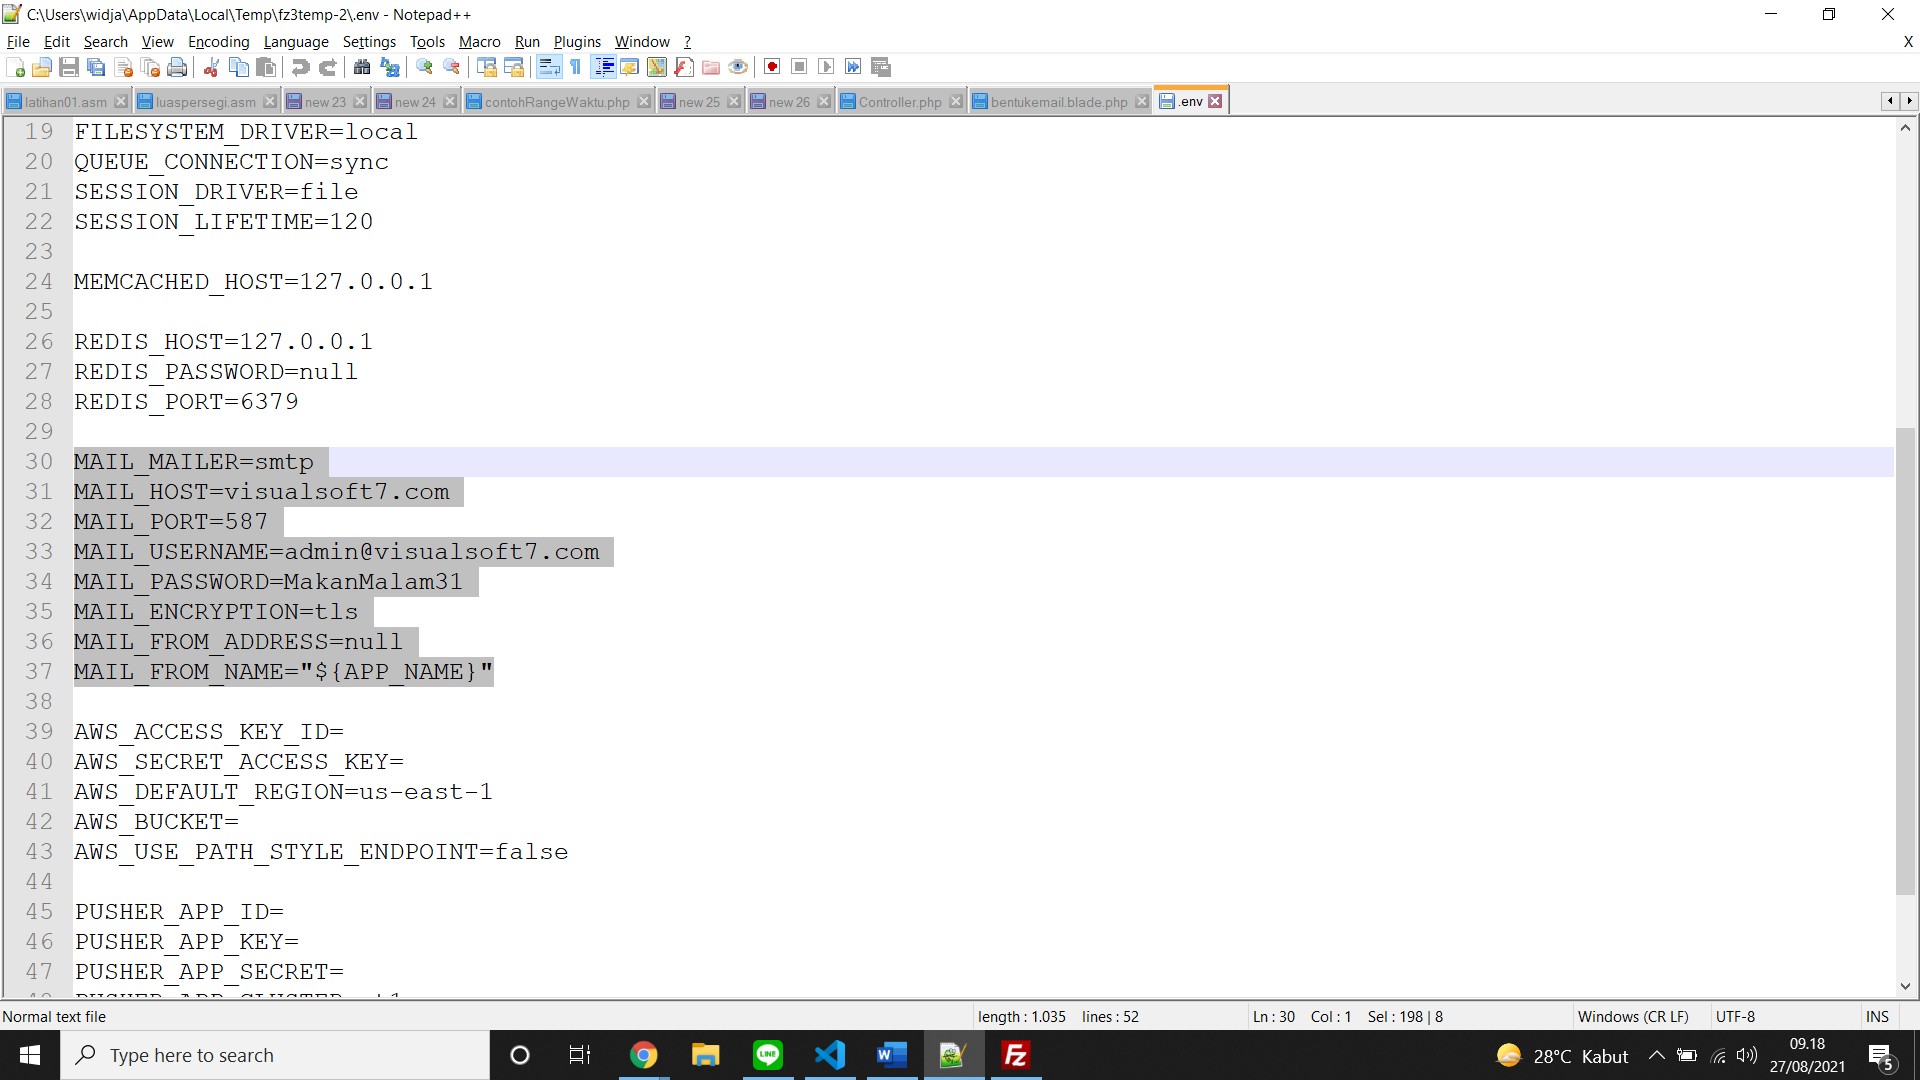 C:\Users\widja\AppData\Local\Temp\fz3temp-2\.env - Notepad++
File Edit Search View Encoding Language Settings Tools Macro Run Plugins Window ? X
latihan01.asm luaspersegi.asm new 23 new 24 contohRangeWaktu.php new 25 new 26 Controller.php bentukemail.blade.php .env
19 FILESYSTEM_DRIVER=local
20 QUEUE_CONNECTION=sync
21 SESSION_DRIVER=file
22 SESSION_LIFETIME=120
23
24 MEMCACHED_HOST=127.0.0.1
25
26 REDIS_HOST=127.0.0.1
27 REDIS_PASSWORD=null
28 REDIS_PORT=6379
29
30 MAIL_MAILER=smtp
31 MAIL_HOST=visualsoft7.com
32 MAIL_PORT=587
33 MAIL_USERNAME=admin@visualsoft7.com
34 MAIL_PASSWORD=MakanMalam31
35 MAIL_ENCRYPTION=tls
36 MAIL_FROM_ADDRESS=null
37 MAIL_FROM_NAME="${APP_NAME}"
38
39 AWS_ACCESS_KEY_ID=
40 AWS_SECRET_ACCESS_KEY=
41 AWS_DEFAULT_REGION=us-east-1
42 AWS_BUCKET=
43 AWS_USE_PATH_STYLE_ENDPOINT=false
44
45 PUSHER_APP_ID=
46 PUSHER_APP_KEY=
47 PUSHER_APP_SECRET=
Normal text file length : 1.035 lines : 52 Ln : 30 Col : 1 Sel : 198 | 8 Windows (CR LF) UTF-8 INS
Type here to search 28°C Kabut 09.18
27/08/2021 5